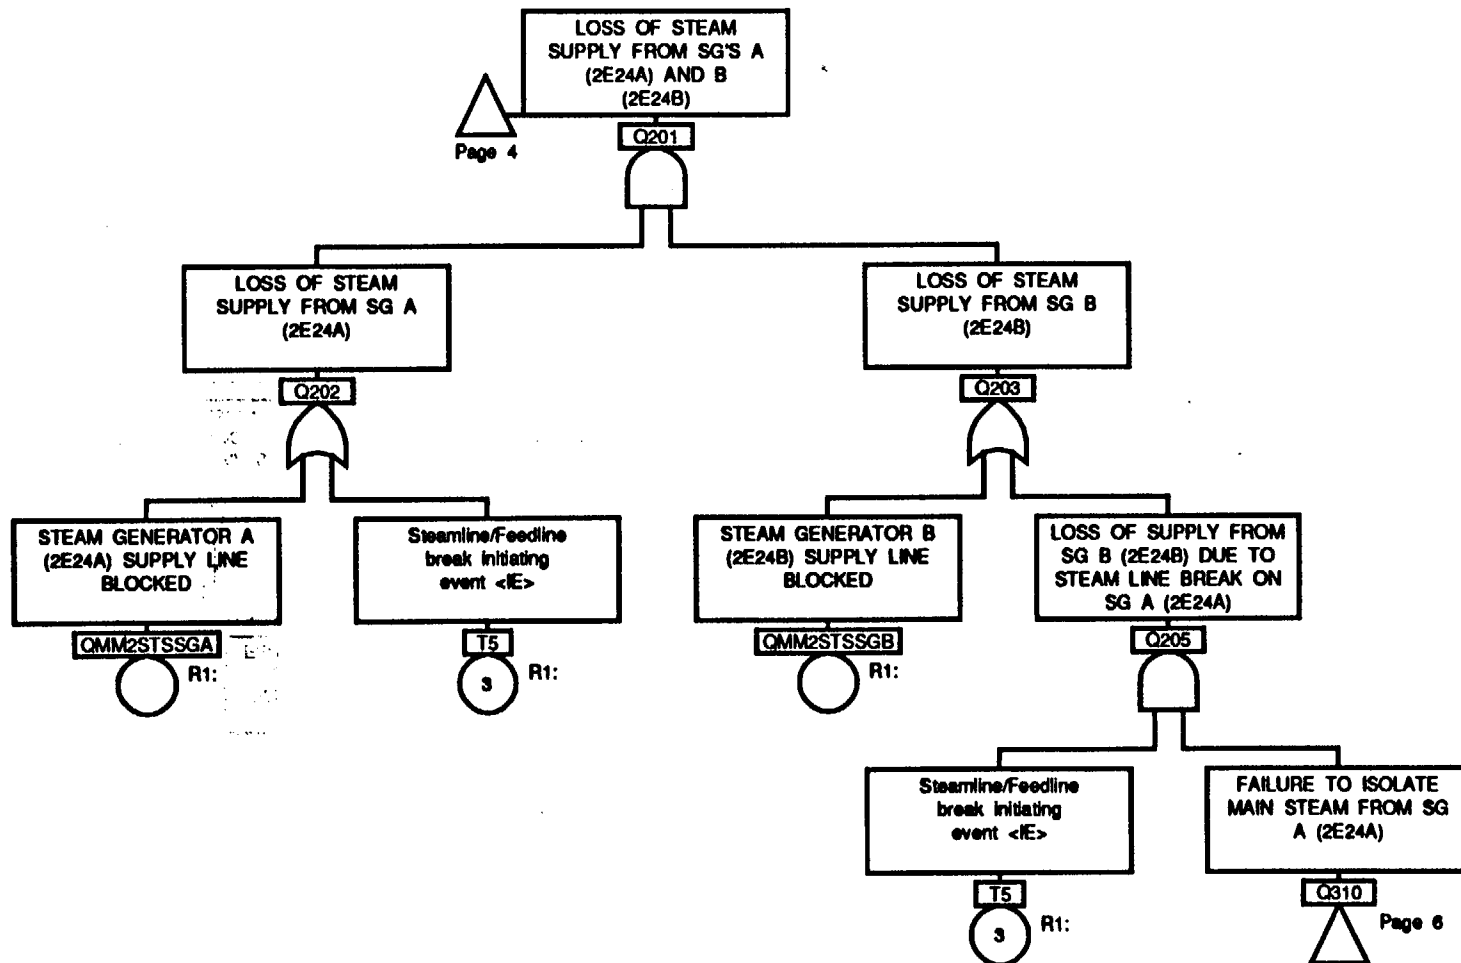 LOSS OF STEAM
SUPPLY FROM SG'S A
(2E24A) AND B
(2E24B)
Page 4
Q201
LOSS OF STEAM
SUPPLY FROM SG A
(2E24A)
Q202
LOSS OF STEAM
SUPPLY FROM SG B
(2E24B)
Q203
STEAM GENERATOR A
(2E24A) SUPPLY LINE
BLOCKED
QMM2STSSGA
R1:
Steamline/Feedline
break initiating
event <IE>
T5
3
R1:
STEAM GENERATOR B
(2E24B) SUPPLY LINE
BLOCKED
QMM2STSSGB
R1:
LOSS OF SUPPLY FROM
SG B (2E24B) DUE TO
STEAM LINE BREAK ON
SG A (2E24A)
Q205
Steamline/Feedline
break initiating
event <IE>
T5
3
R1:
FAILURE TO ISOLATE
MAIN STEAM FROM SG
A (2E24A)
Q310
Page 6